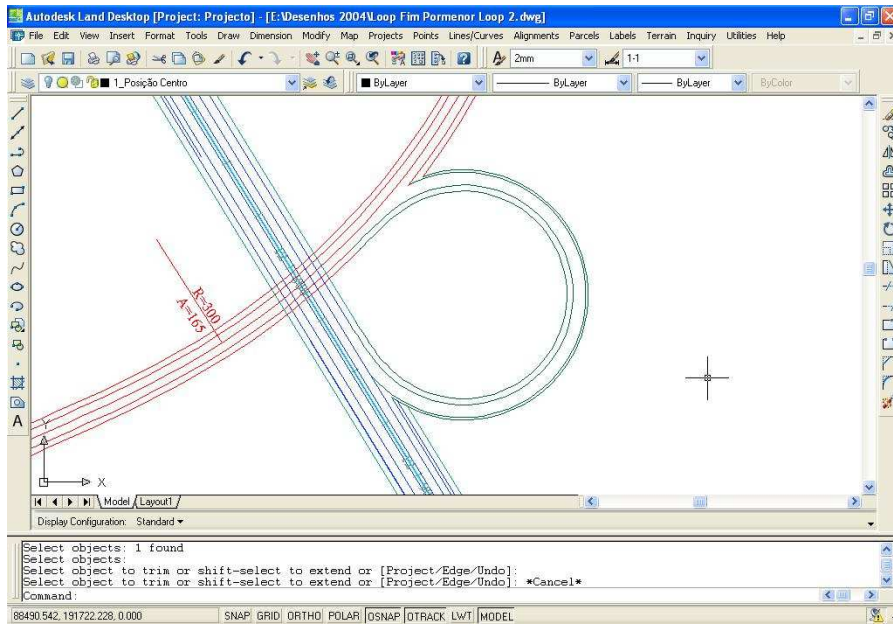 Autodesk Land Desktop [Project: Projecto] - [E:\Desenhos 2004\Loop Fim Pormenor Loop 2.dwg]
File Edit View Insert Format Tools Draw Dimension Modify Map Projects Points Lines/Curves Alignments Parcels Labels Terrain Inquiry Utilities Help
2mm 1-1
1_Posição Centro ByLayer ByLayer ByLayer ByColor
R=300
A=165
Y
X
A
Model Layout1
Display Configuration: Standard
Select objects: 1 found
Select objects:
Select object to trim or shift-select to extend or [Project/Edge/Undo]:
Select object to trim or shift-select to extend or [Project/Edge/Undo]: *Cancel*
Command:
88490.542, 191722.228, 0.000 SNAP GRID ORTHO POLAR OSNAP OTRACK LWT MODEL